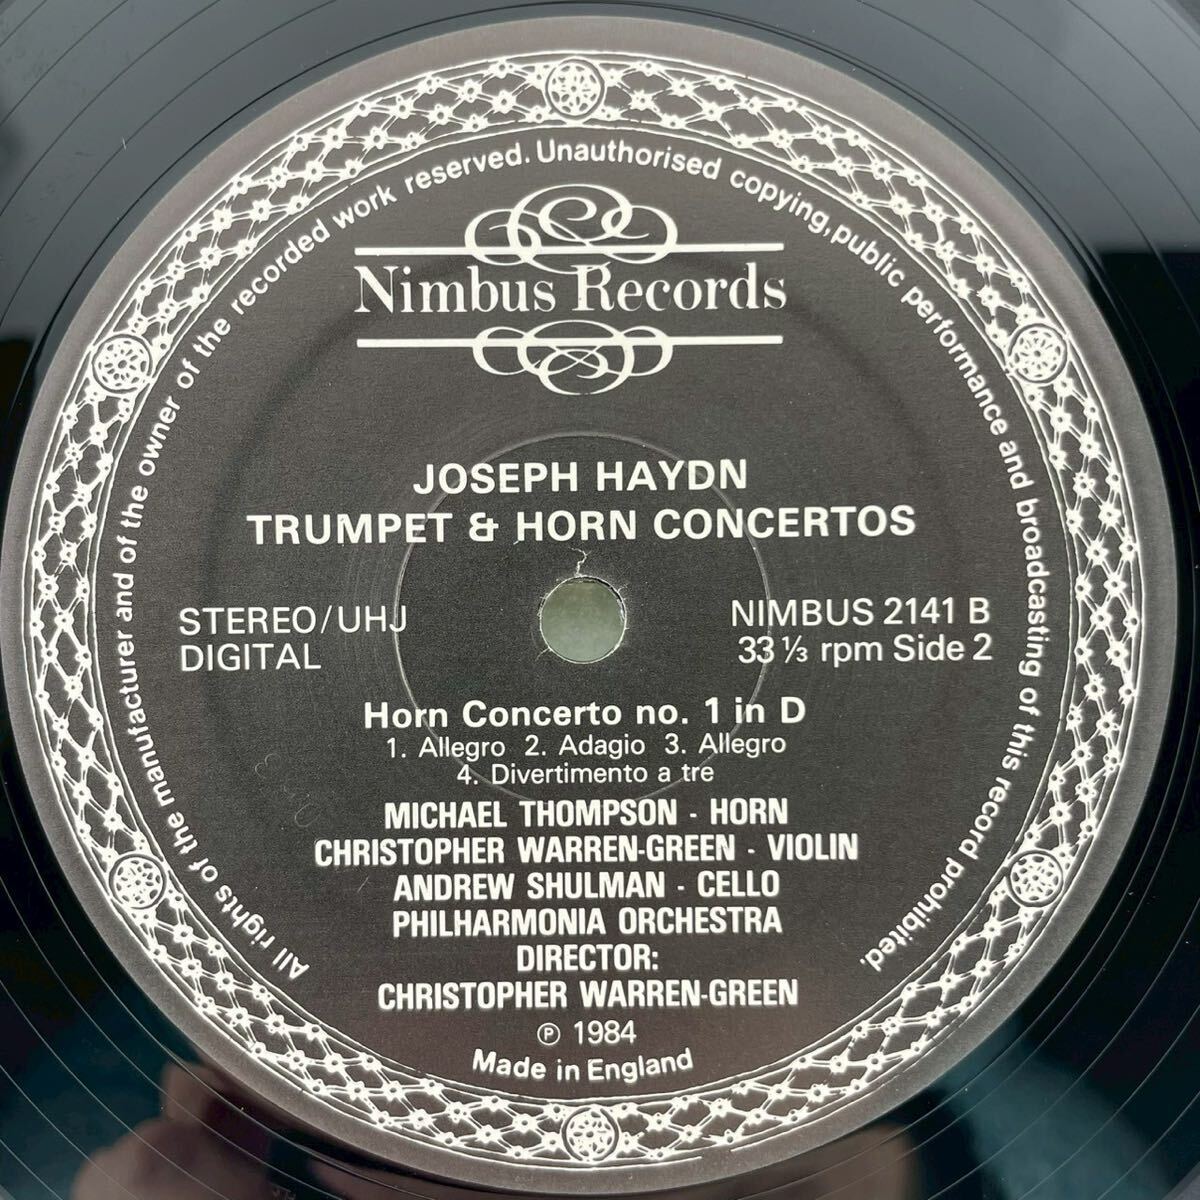 All rights of the manufacturer and of the owner of the recorded work reserved. Unauthorised copying, public performance and broadcasting of this record prohibited.
Nimbus Records
JOSEPH HAYDN
TRUMPET & HORN CONCERTOS
STEREO/UHJ
DIGITAL
NIMBUS 2141 B
33 ⅓ rpm Side 2
Horn Concerto no. 1 in D
1. Allegro 2. Adagio 3. Allegro
4. Divertimento a tre
MICHAEL THOMPSON - HORN
CHRISTOPHER WARREN-GREEN - VIOLIN
ANDREW SHULMAN - CELLO
PHILHARMONIA ORCHESTRA
DIRECTOR:
CHRISTOPHER WARREN-GREEN
℗ 1984
Made in England